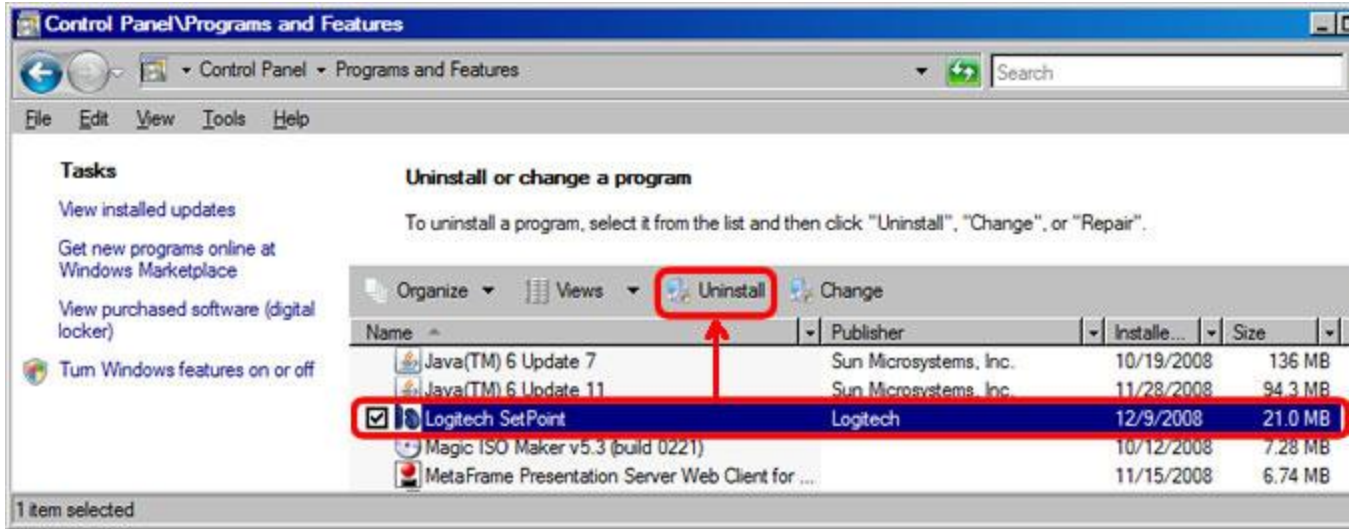 Control Panel\Programs and Features
Control Panel Programs and Features Search
File Edit View Tools Help
Tasks
View installed updates
Get new programs online at
Windows Marketplace
View purchased software (digital
locker)
Turn Windows features on or off
Uninstall or change a program
To uninstall a program, select it from the list and then click "Uninstall", "Change", or "Repair".
Organize Views Uninstall Change
Name Publisher Installe... Size
Java(TM) 6 Update 7 Sun Microsystems, Inc. 10/19/2008 136 MB
Java(TM) 6 Update 11 Sun Microsystems, Inc. 11/28/2008 94.3 MB
Logitech SetPoint Logitech 12/9/2008 21.0 MB
Magic ISO Maker v5.3 (build 0221) 10/12/2008 7.28 MB
MetaFrame Presentation Server Web Client for ... 11/15/2008 6.74 MB
1 item selected